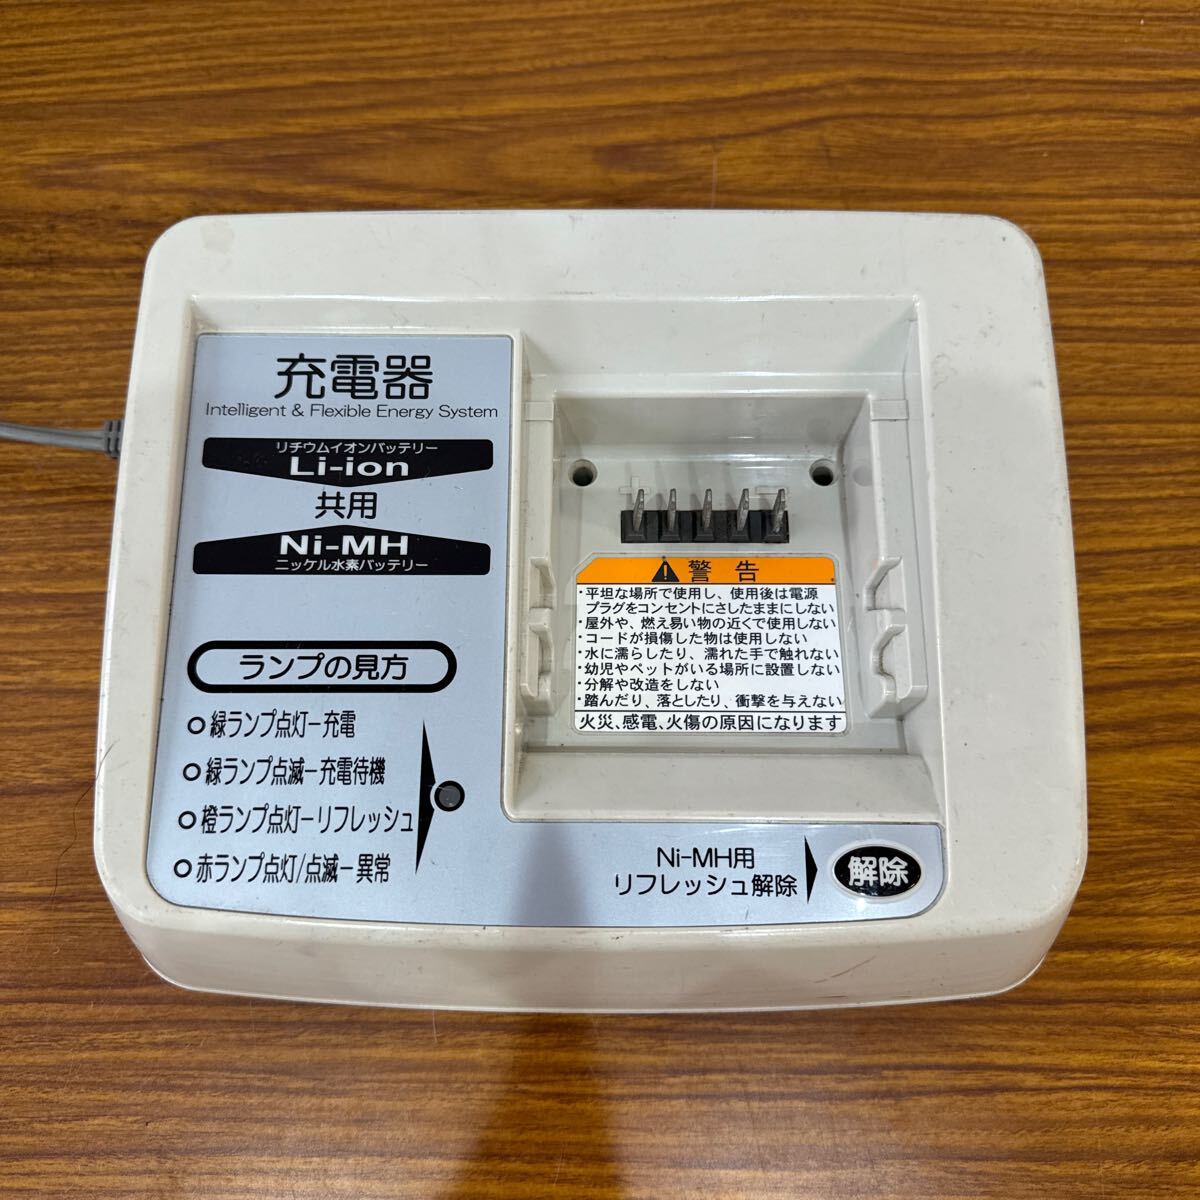 充電器
Intelligent & Flexible Energy System
リチウムイオンバッテリー
Li-ion
共用
Ni-MH
ニッケル水素バッテリー
ランプの見方
緑ランプ点灯－充電
緑ランプ点滅－充電待機
橙ランプ点灯－リフレッシュ
赤ランプ点灯/点滅－異常
Ni-MH用
リフレッシュ解除
解除
+ －
警告
・平坦な場所で使用し、使用後は電源
プラグをコンセントにさしたままにしない
・屋外や、燃え易い物の近くで使用しない
・コードが損傷した物は使用しない
・水に濡らしたり、濡れた手で触れない
・幼児やペットがいる場所に設置しない
・分解や改造をしない
・踏んだり、落としたり、衝撃を与えない
火災、感電、火傷の原因になります